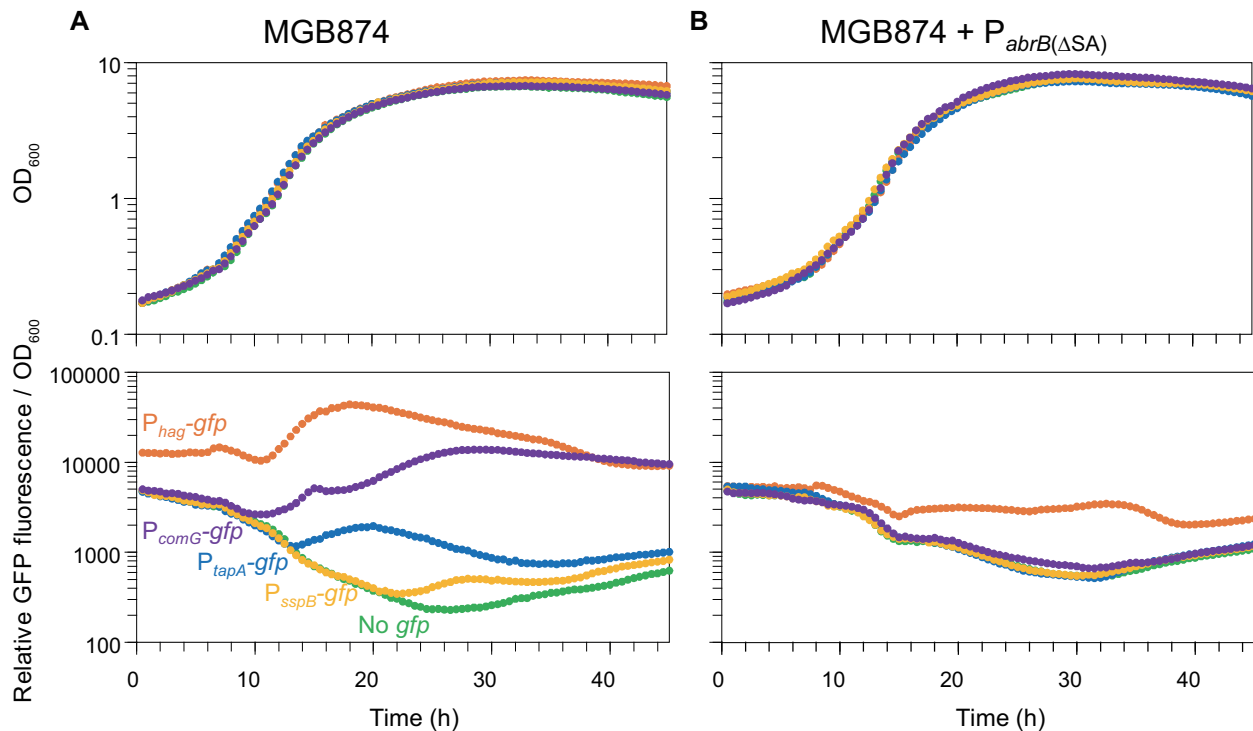 A MGB874
B MGB874 + PabrB(ΔSA)
OD600
10
1
0.1
Relative GFP fluorescence / OD600
100000
10000
1000
100
Phag-gfp
PcomG-gfp
PtapA-gfp
PsspB-gfp
No gfp
0 10 20 30 40
0 10 20 30 40
Time (h)
Time (h)